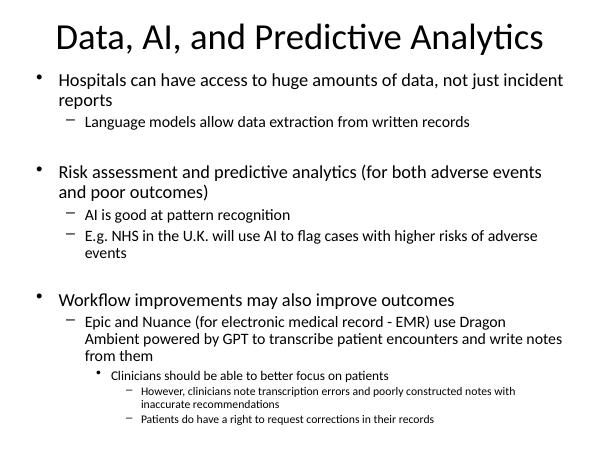 Data, AI, and Predictive Analytics
• Hospitals can have access to huge amounts of data, not just incident
reports
– Language models allow data extraction from written records
• Risk assessment and predictive analytics (for both adverse events
and poor outcomes)
– AI is good at pattern recognition
– E.g. NHS in the U.K. will use AI to flag cases with higher risks of adverse
events
• Workflow improvements may also improve outcomes
– Epic and Nuance (for electronic medical record - EMR) use Dragon
Ambient powered by GPT to transcribe patient encounters and write notes
from them
• Clinicians should be able to better focus on patients
– However, clinicians note transcription errors and poorly constructed notes with
inaccurate recommendations
– Patients do have a right to request corrections in their records